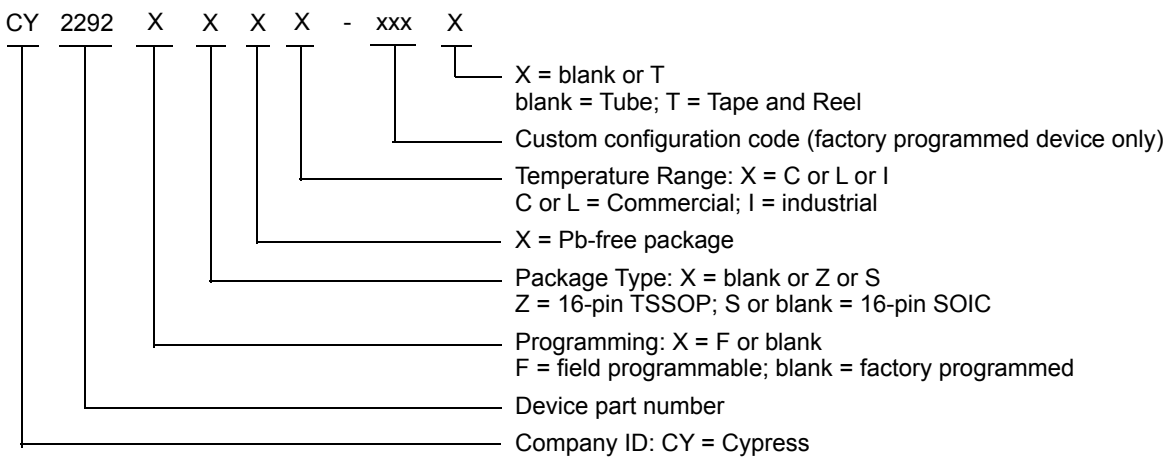 CY 2292 X X X X - xxx X
X = blank or T
blank = Tube; T = Tape and Reel
Custom configuration code (factory programmed device only)
Temperature Range: X = C or L or I
C or L = Commercial; I = industrial
X = Pb-free package
Package Type: X = blank or Z or S
Z = 16-pin TSSOP; S or blank = 16-pin SOIC
Programming: X = F or blank
F = field programmable; blank = factory programmed
Device part number
Company ID: CY = Cypress